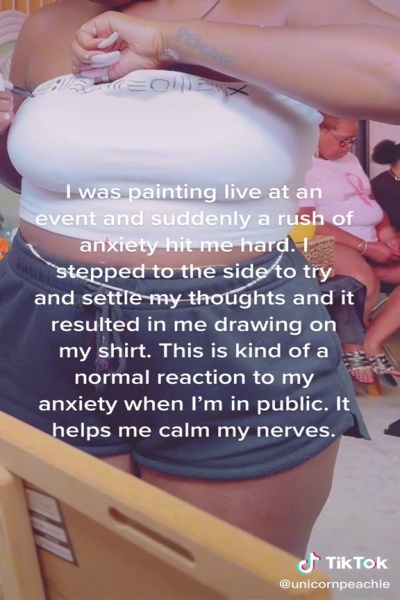 I was painting live at an
event and suddenly a rush of
anxiety hit me hard. I
stepped to the side to try
and settle my thoughts and it
resulted in me drawing on
my shirt. This is kind of a
normal reaction to my
anxiety when I'm in public. It
helps me calm my nerves.
TikTok
@unicornpeachie